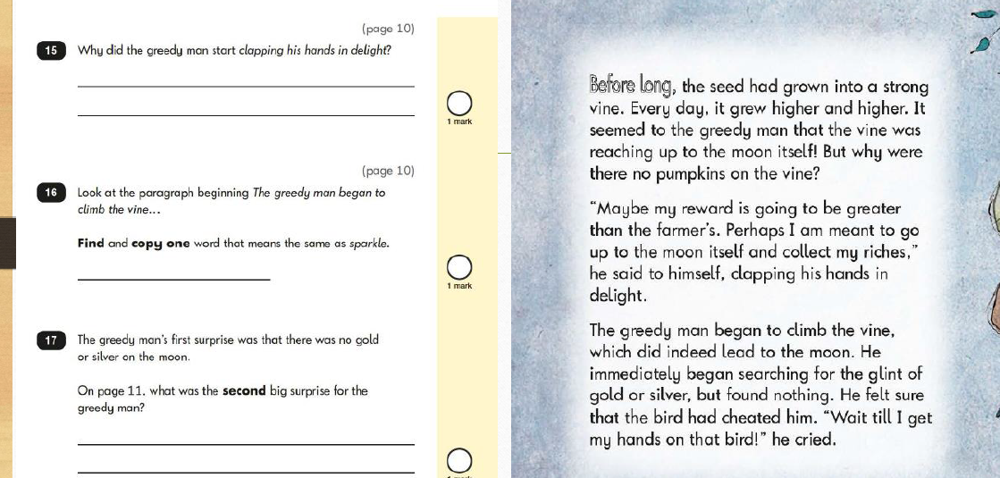 (page 10)
15 Why did the greedy man start clapping his hands in delight?
1 mark
(page 10)
16 Look at the paragraph beginning The greedy man began to
climb the vine...
Find and copy one word that means the same as sparkle.
1 mark
17 The greedy man's first surprise was that there was no gold
or silver on the moon.
On page 11, what was the second big surprise for the
greedy man?
Before long, the seed had grown into a strong
vine. Every day, it grew higher and higher. It
seemed to the greedy man that the vine was
reaching up to the moon itself! But why were
there no pumpkins on the vine?
“Maybe my reward is going to be greater
than the farmer's. Perhaps I am meant to go
up to the moon itself and collect my riches,”
he said to himself, clapping his hands in
delight.
The greedy man began to climb the vine,
which did indeed lead to the moon. He
immediately began searching for the glint of
gold or silver, but found nothing. He felt sure
that the bird had cheated him. “Wait till I get
my hands on that bird!” he cried.